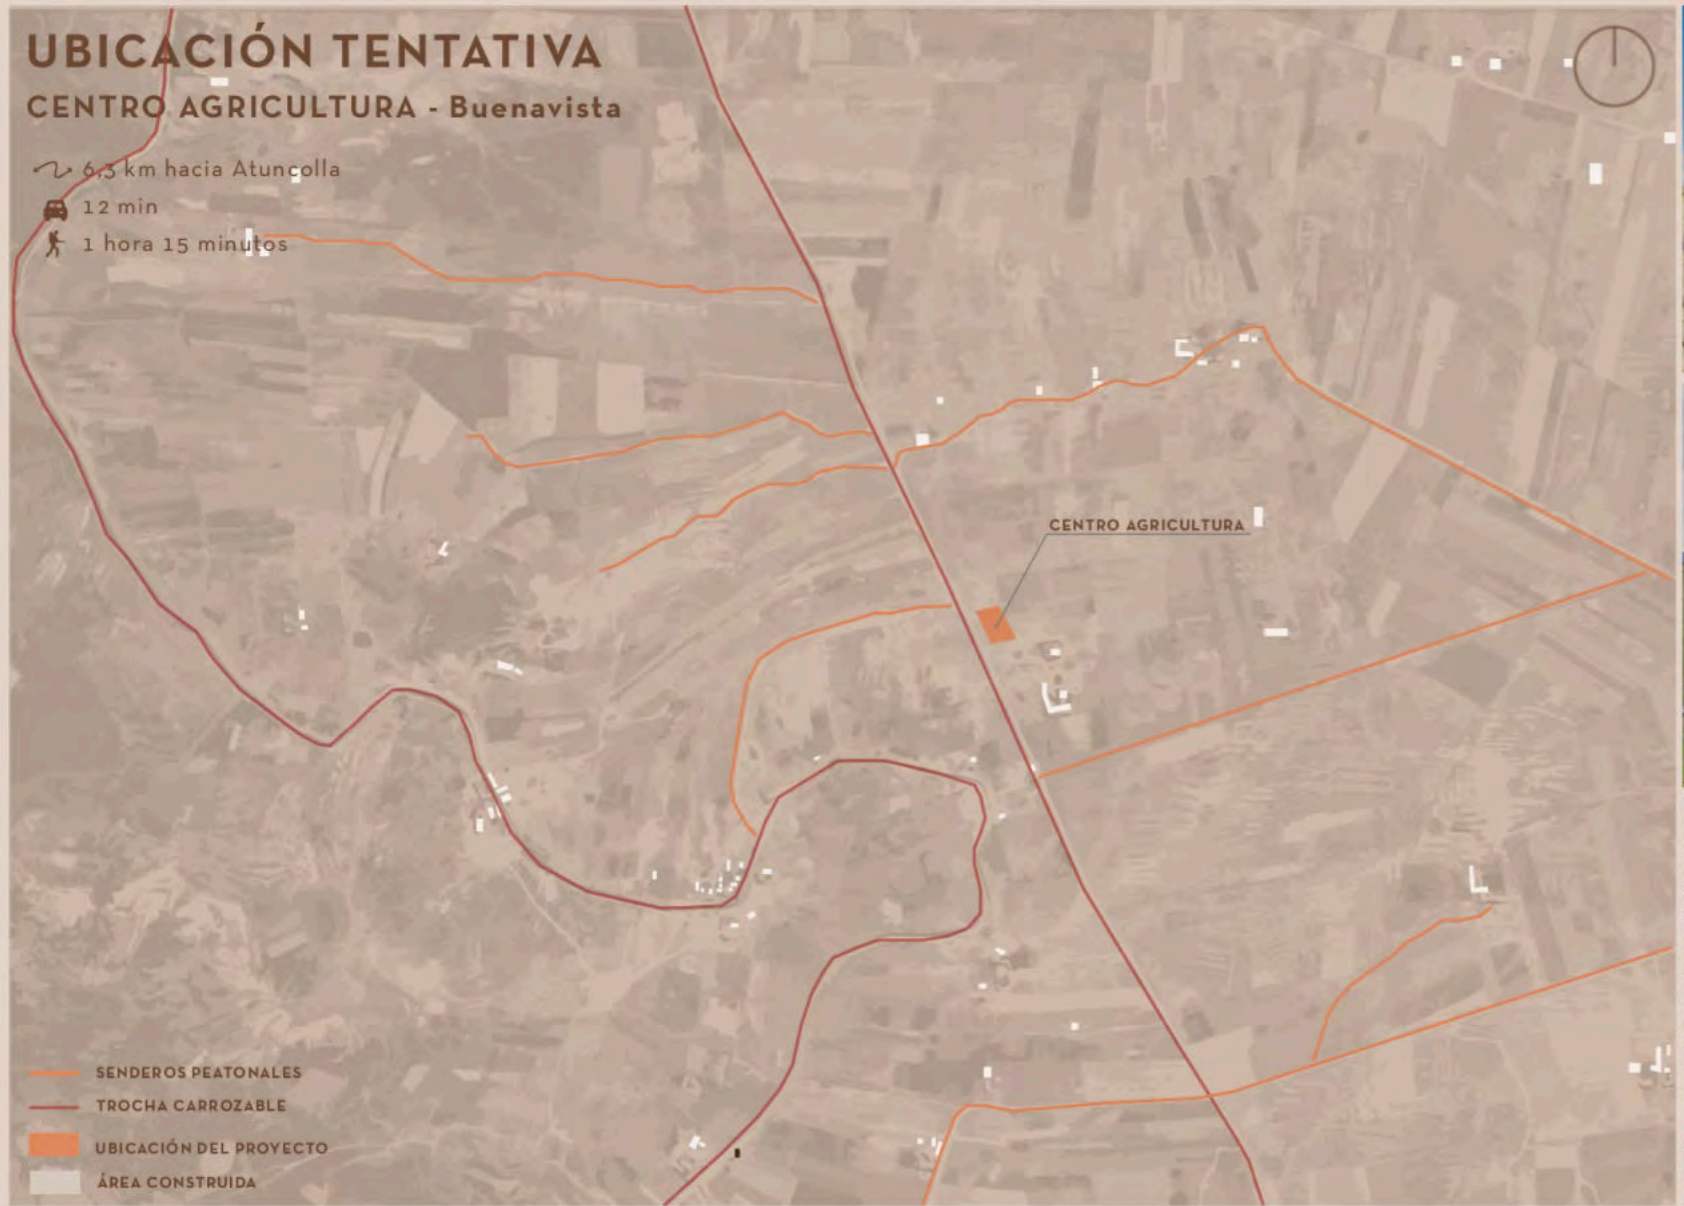 UBICACIÓN TENTATIVA
CENTRO AGRICULTURA - Buenavista
6,3 km hacia Atuncolla
12 min
1 hora 15 minutos
CENTRO AGRICULTURA
SENDEROS PEATONALES
TROCHA CARROZABLE
UBICACIÓN DEL PROYECTO
ÁREA CONSTRUIDA